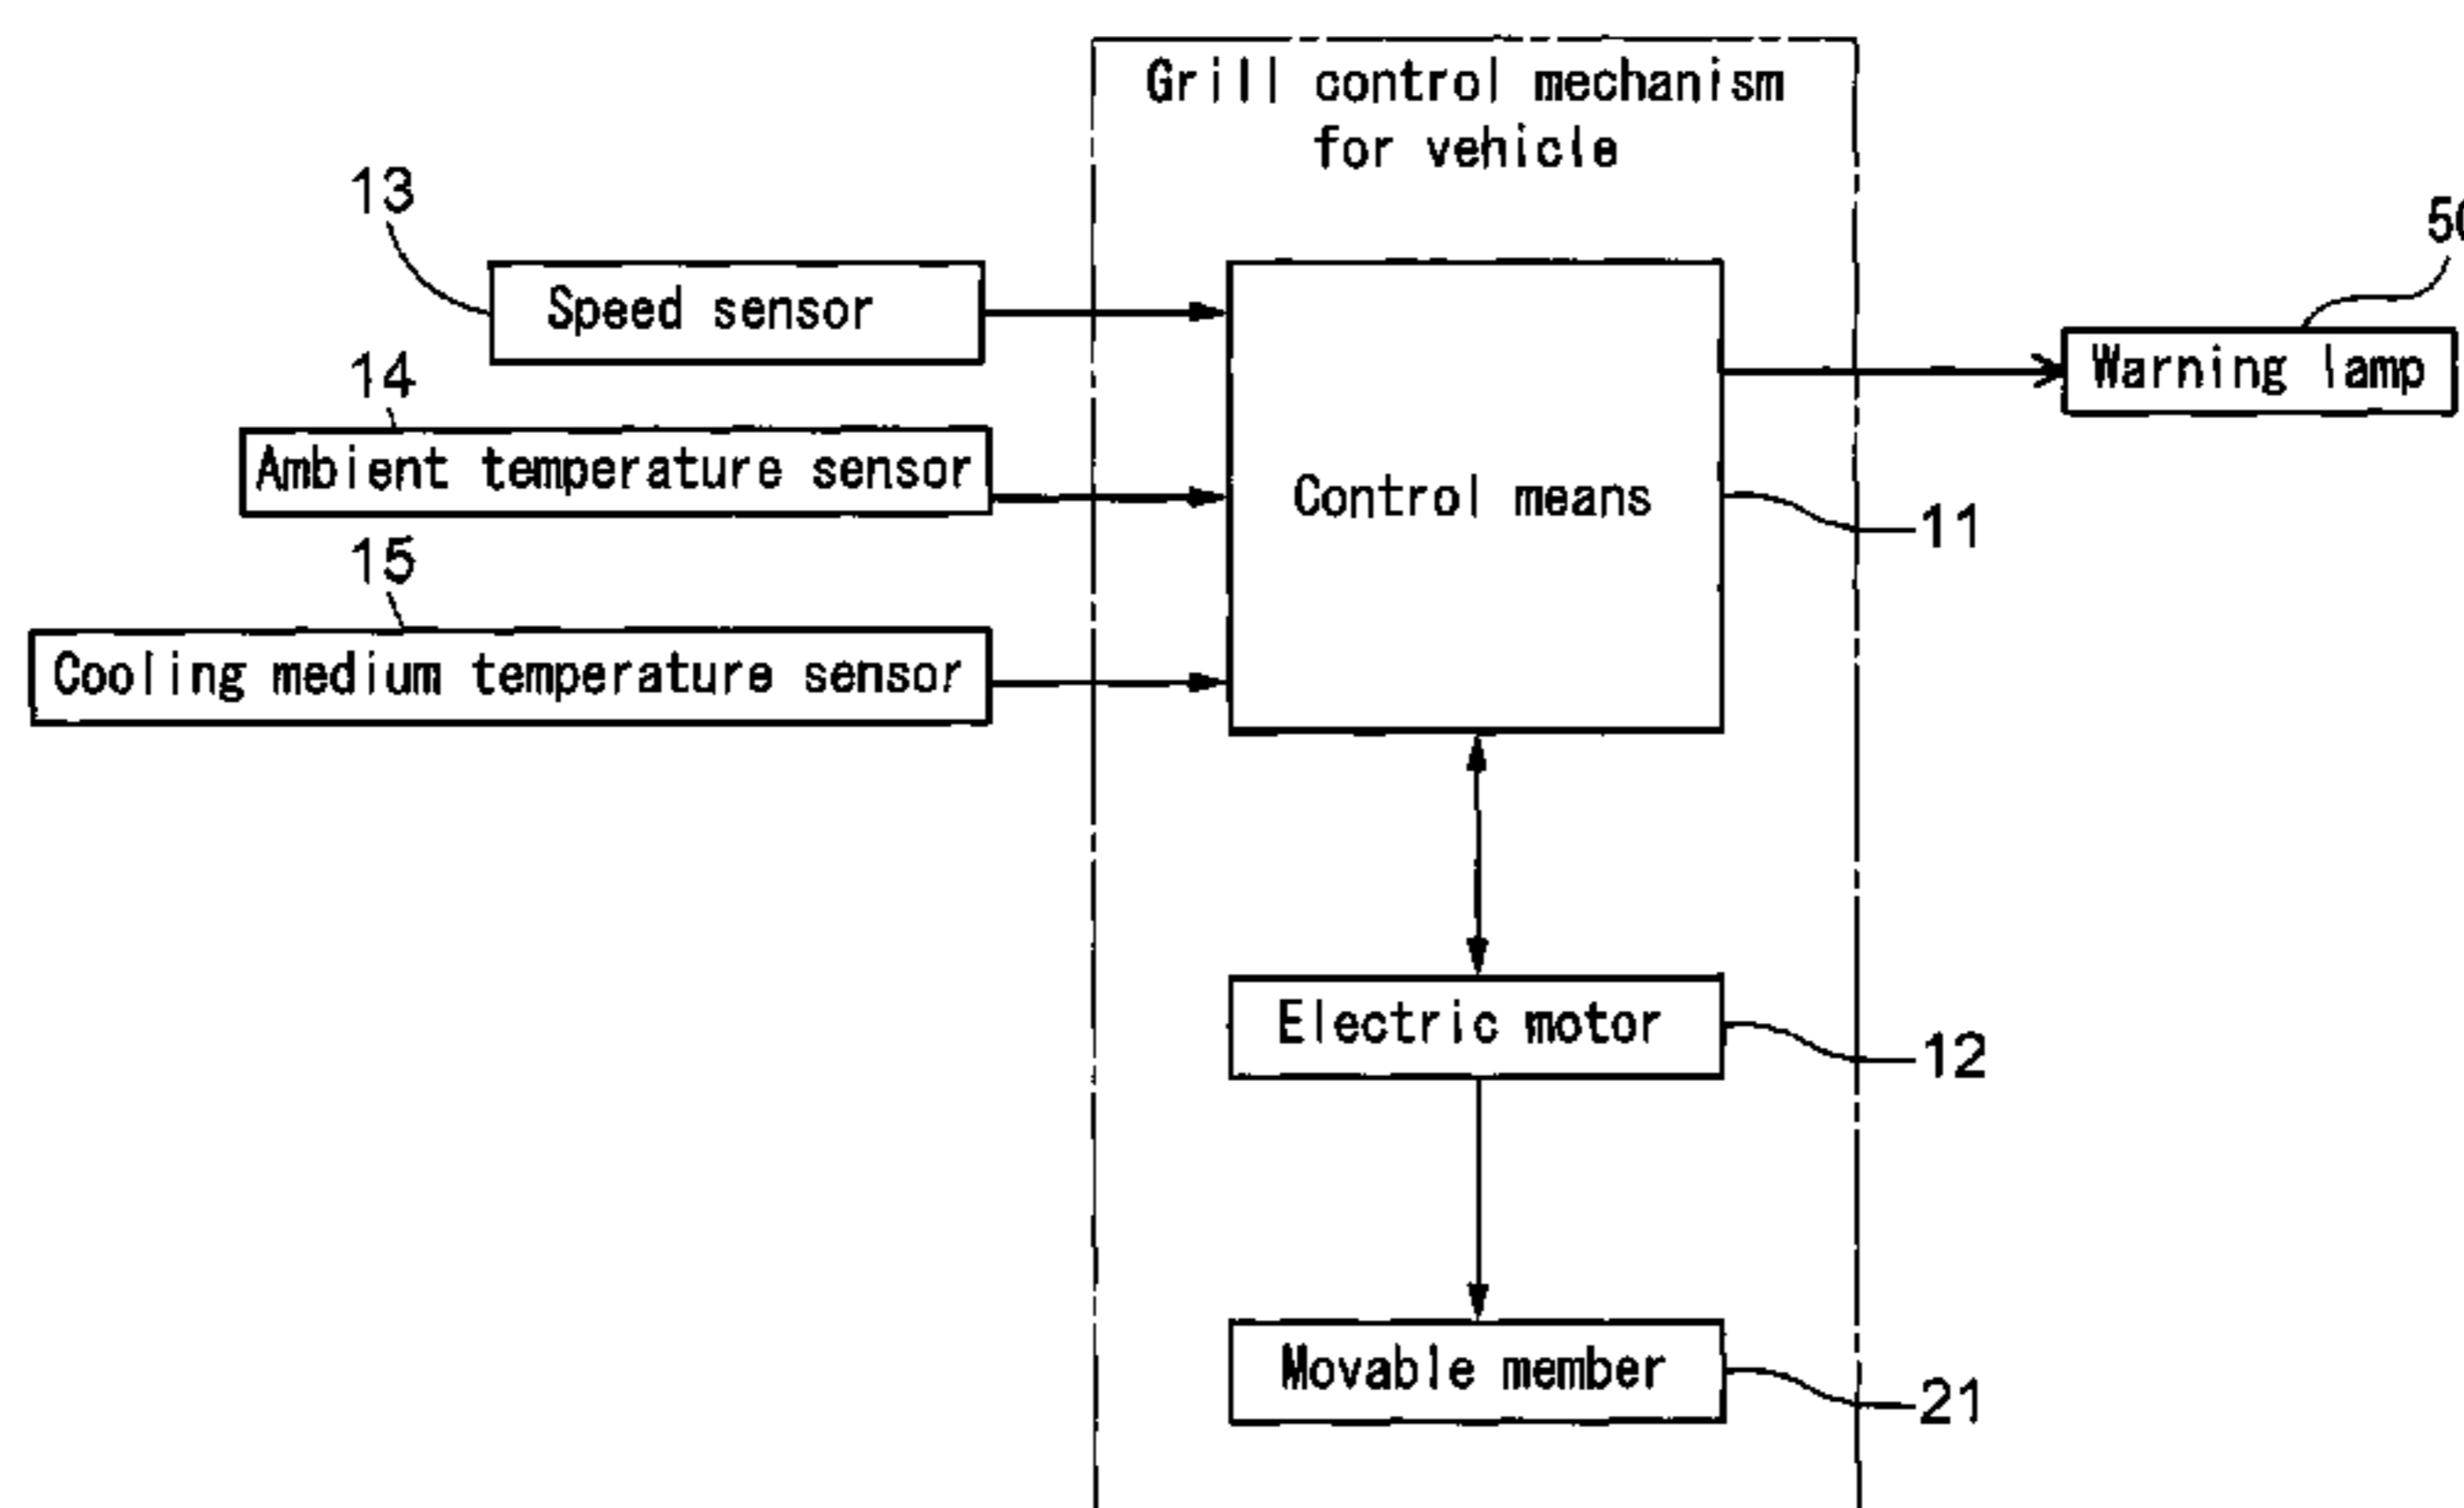 Grill control mechanism
for vehicle
13
Speed sensor
14
Ambient temperature sensor
15
Cooling medium temperature sensor
Control means
11
Warning lamp
Electric motor
12
Movable member
21